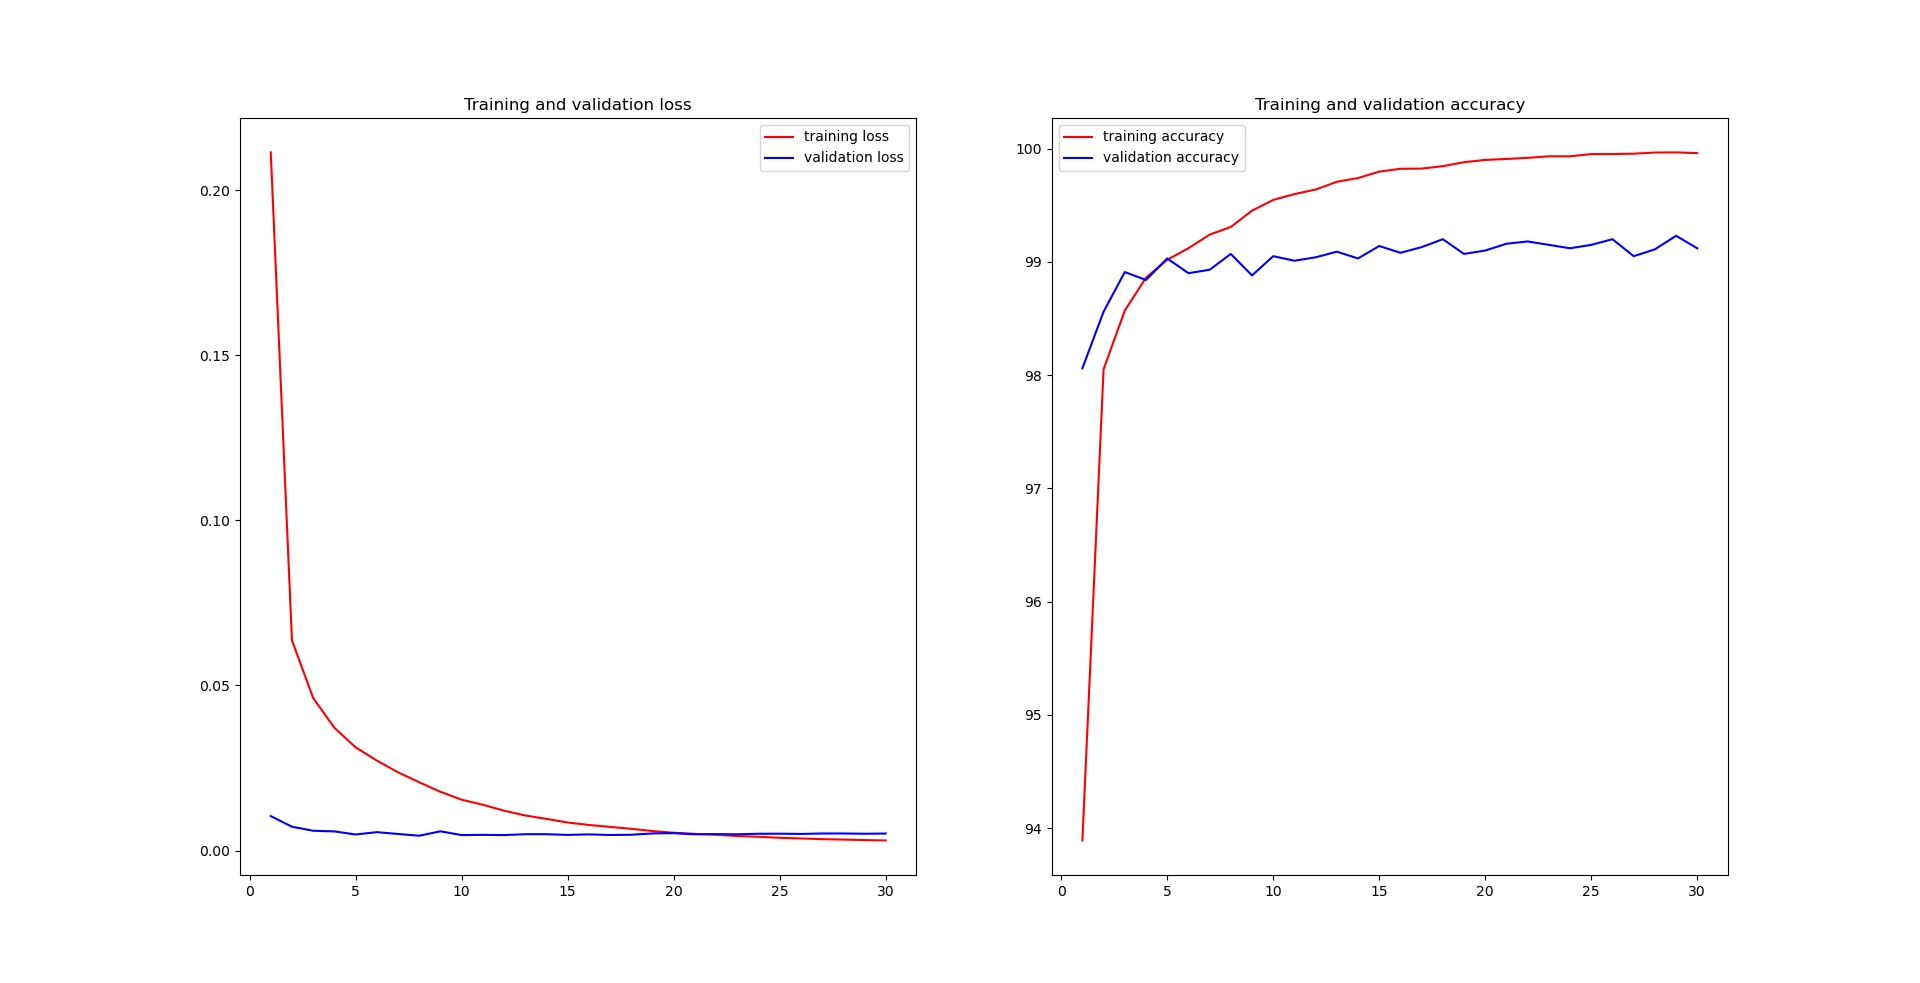 Training and validation loss
training loss
validation loss
0.20
0.15
0.10
0.05
0.00
0 5 10 15 20 25 30
Training and validation accuracy
training accuracy
validation accuracy
100
99
98
97
96
95
94
0 5 10 15 20 25 30